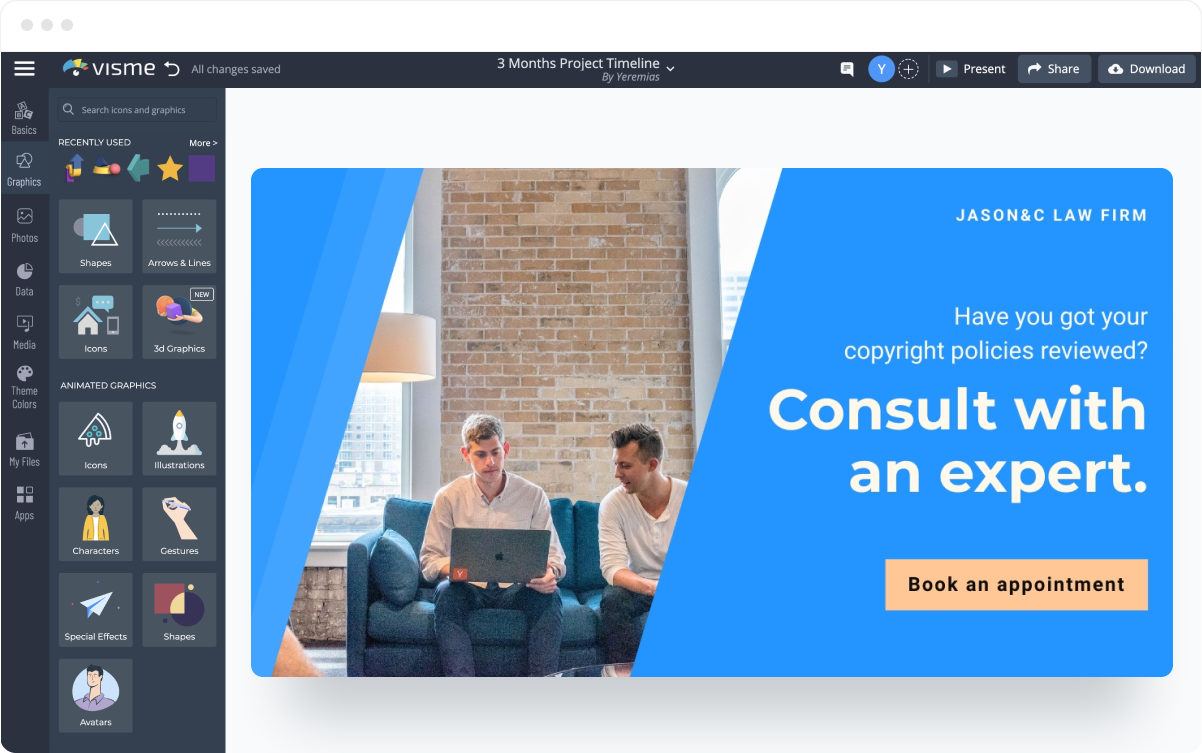 visme
All changes saved
3 Months Project Timeline
By Yeremias
Y
Present
Share
Download
Basics
Graphics
Photos
Data
Media
Theme
Colors
My Files
Apps
Search icons and graphics
RECENTLY USED
More >
Shapes
Arrows & Lines
Icons
NEW
3d Graphics
ANIMATED GRAPHICS
Icons
Illustrations
Characters
Gestures
Special Effects
Shapes
Avatars
JASON&C LAW FIRM
Have you got your
copyright policies reviewed?
Consult with
an expert.
Book an appointment
Y